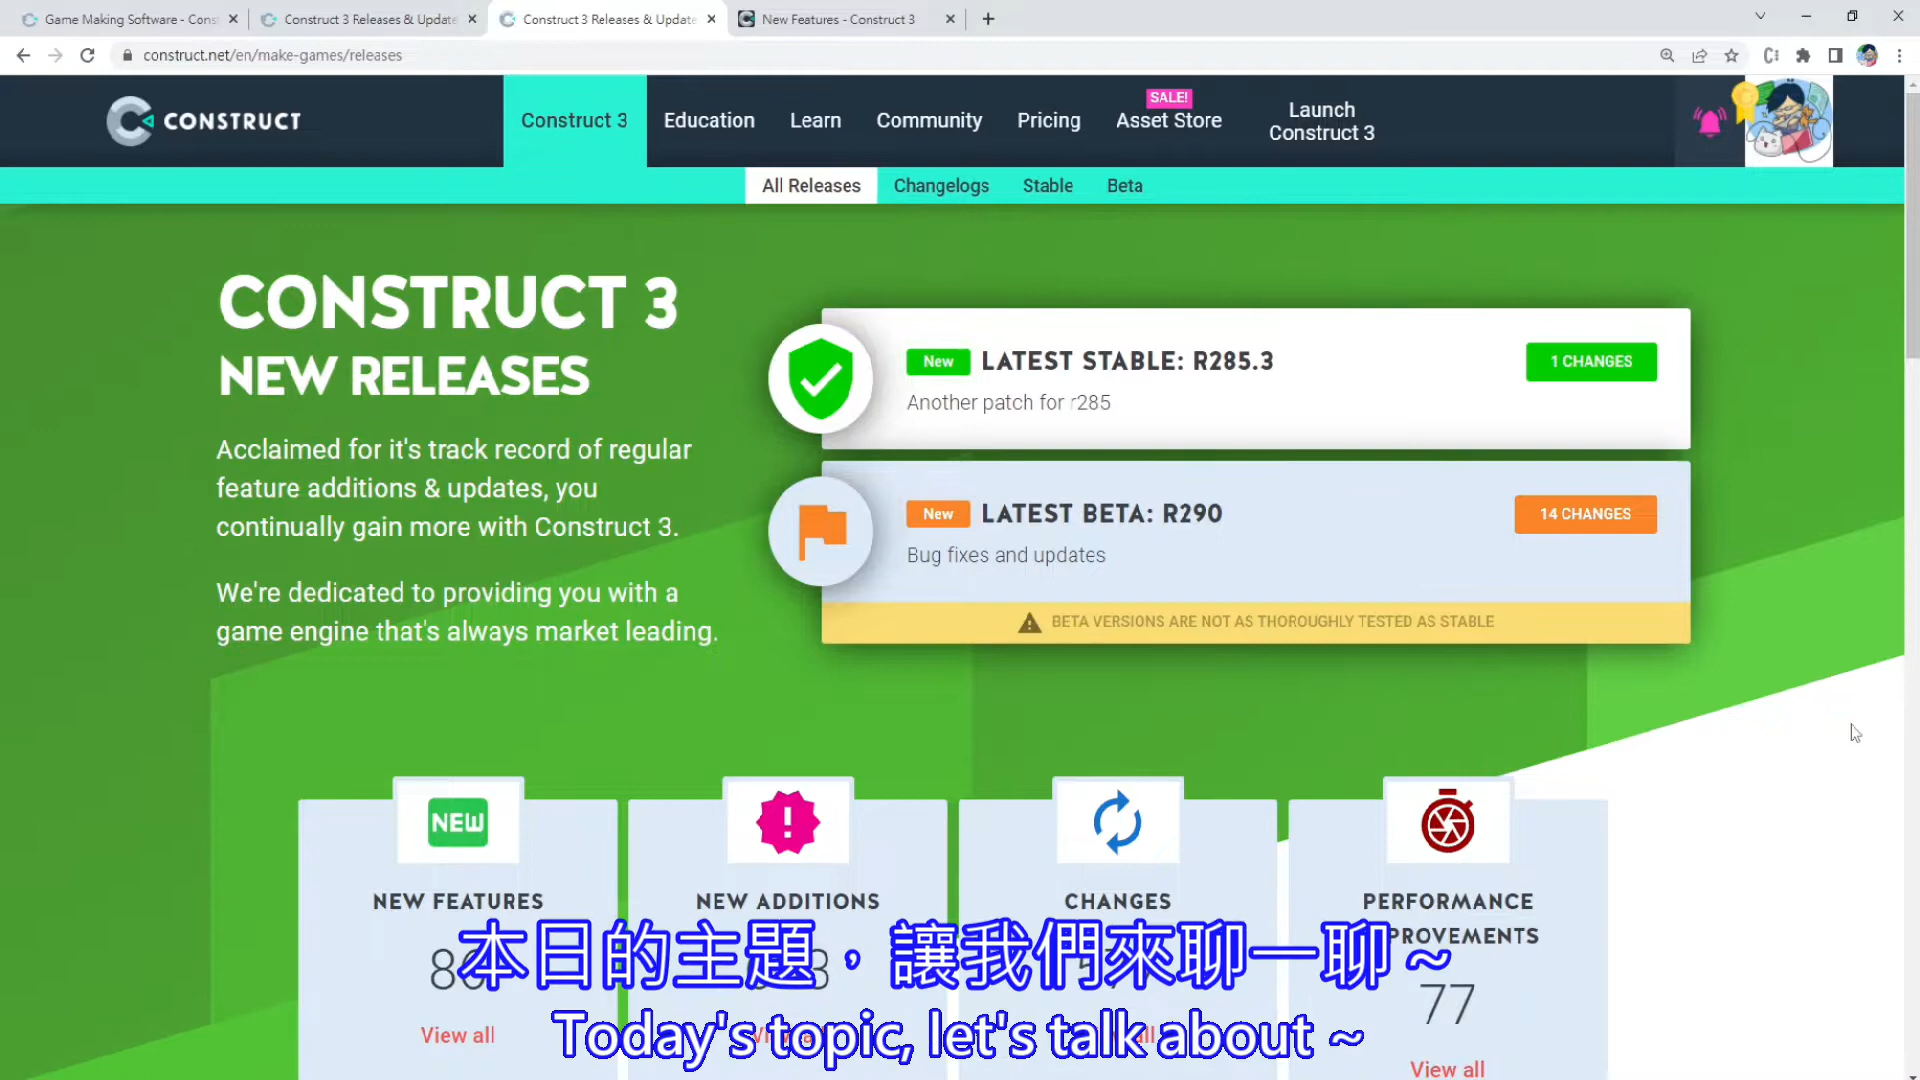 Game Making Software - Cons
Construct 3 Releases & Update
Construct 3 Releases & Update
New Features - Construct 3
construct.net/en/make-games/releases
CONSTRUCT
Construct 3
Education
Learn
Community
Pricing
SALE!
Asset Store
Launch
Construct 3
All Releases
Changelogs
Stable
Beta
CONSTRUCT 3
NEW RELEASES
Acclaimed for it's track record of regular
feature additions & updates, you
continually gain more with Construct 3.
We're dedicated to providing you with a
game engine that's always market leading.
New
LATEST STABLE: R285.3
1 CHANGES
Another patch for r285
New
LATEST BETA: R290
14 CHANGES
Bug fixes and updates
BETA VERSIONS ARE NOT AS THOROUGHLY TESTED AS STABLE
NEW
NEW FEATURES
View all
NEW ADDITIONS
CHANGES
PERFORMANCE
77
View all
本日的主題，讓我們來聊一聊～
Today's topic, let's talk about ~